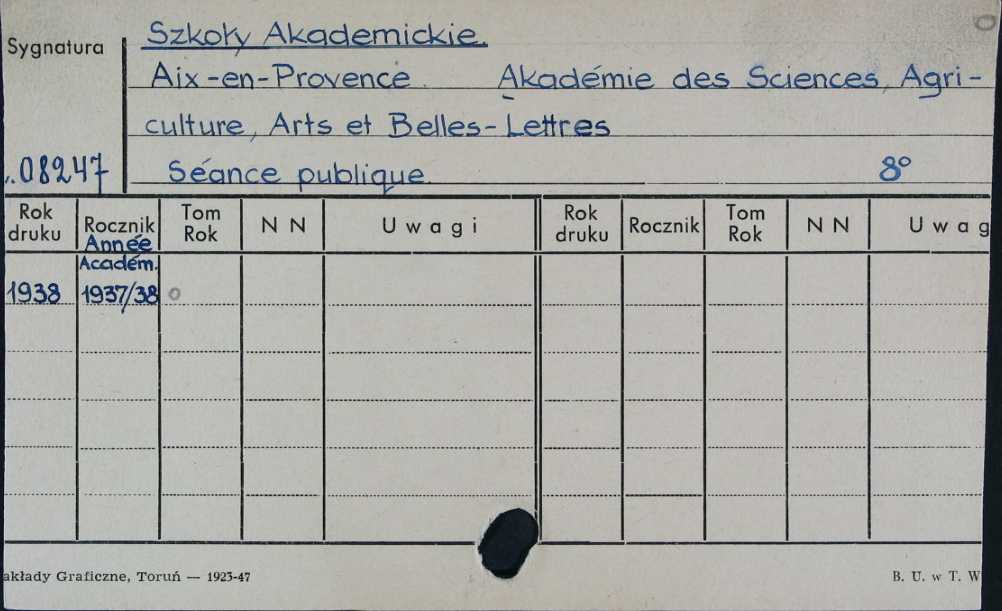 Szkoły Akademickie.
Sygnatura
Aix-en-Provence. Akadémie des Sciences, Agri-
culture, Arts et Belles-Lettres
08247 Séance publique. 8°
Rok druku Rocznik Tom Rok N N Uwagi Rok druku Rocznik Tom Rok N N Uwag
Année
Académ.
1938 1937/38 o
akłady Graficzne, Toruń — 1923-47 B. U. w T. W